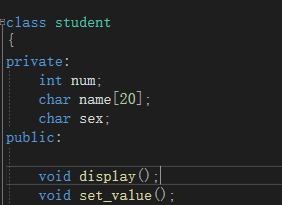 class student
{
private:
int num;
char name[20];
char sex;
public:
void display();
void set_value();